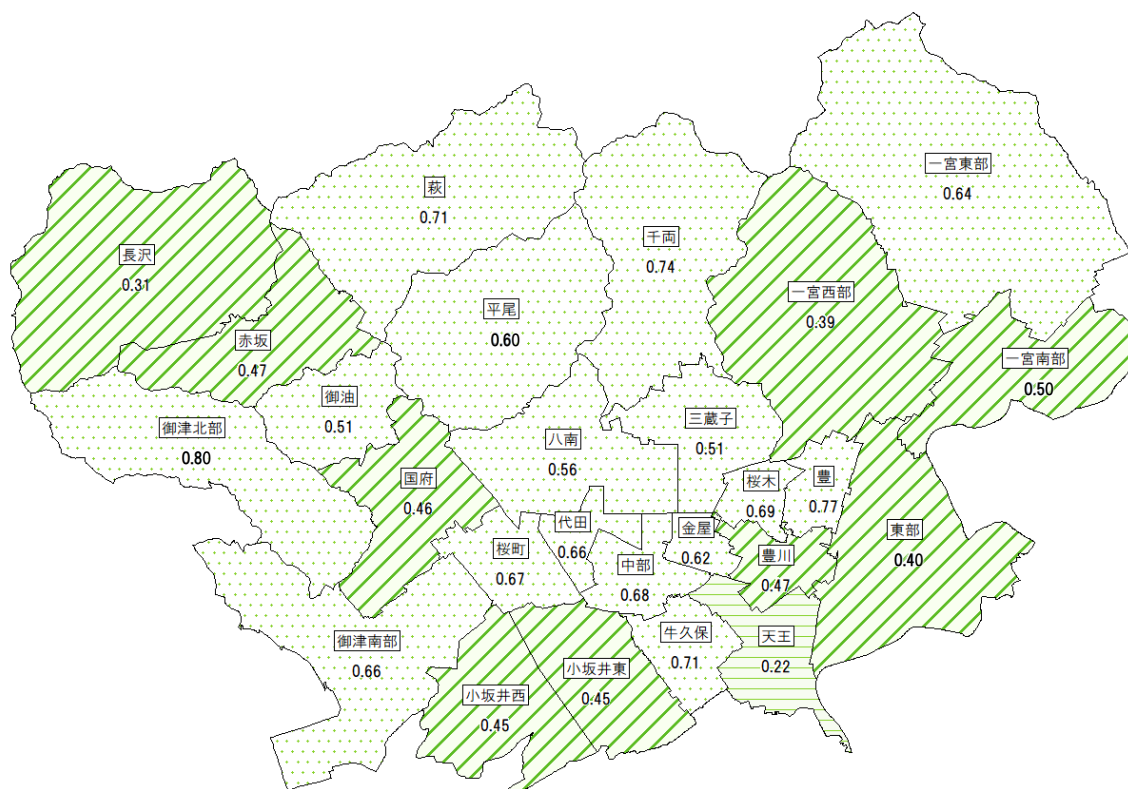 一宮東部
0.64
萩
0.71
千両
0.74
長沢
0.31
一宮西部
0.39
平尾
0.60
赤坂
0.47
一宮南部
0.50
御油
0.51
御津北部
0.80
三蔵子
0.51
八南
0.56
国府
0.46
桜木
0.69
豊
0.77
代田
0.66
金屋
0.62
東部
0.40
桜町
0.67
中部
0.68
豊川
0.47
御津南部
0.66
牛久保
0.71
天王
0.22
小坂井東
0.45
小坂井西
0.45